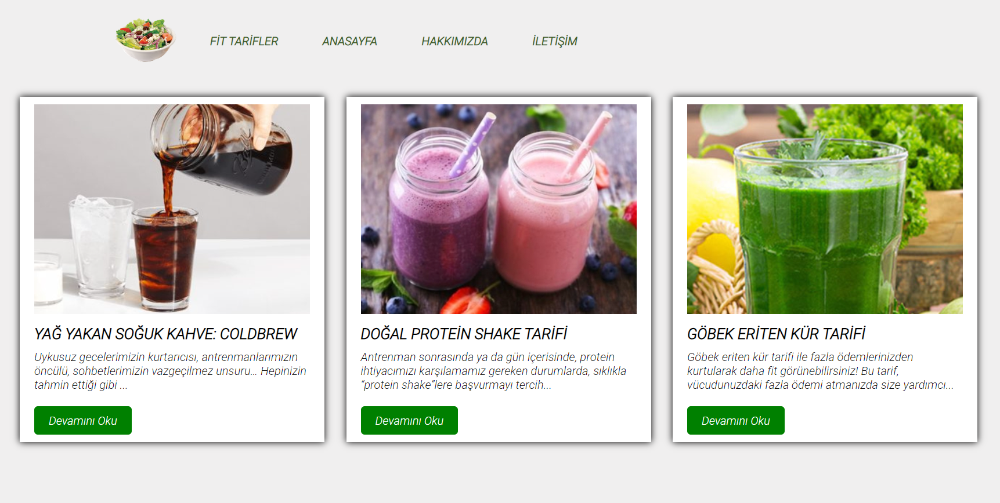 FİT TARİFLER
ANASAYFA
HAKKIMIZDA
İLETİŞİM
YAĞ YAKAN SOĞUK KAHVE: COLDBREW
Uykusuz gecelerimizin kurtarıcısı, antrenmanlarımızın
öncülü, sohbetlerimizin vazgeçilmez unsuru... Hepinizin
tahmin ettiği gibi ...
Devamını Oku
DOĞAL PROTEİN SHAKE TARİFİ
Antrenman sonrasında ya da gün içerisinde, protein
ihtiyacımızı karşılamamız gereken durumlarda, sıklıkla
“protein shake”lere başvurmayı tercih...
Devamını Oku
GÖBEK ERİTEN KÜR TARİFİ
Göbek eriten kür tarifi ile fazla ödemlerinizden
kurtularak daha fit görünebilirsiniz! Bu tarif,
vücudunuzdaki fazla ödemi atmanızda size yardımcı...
Devamını Oku